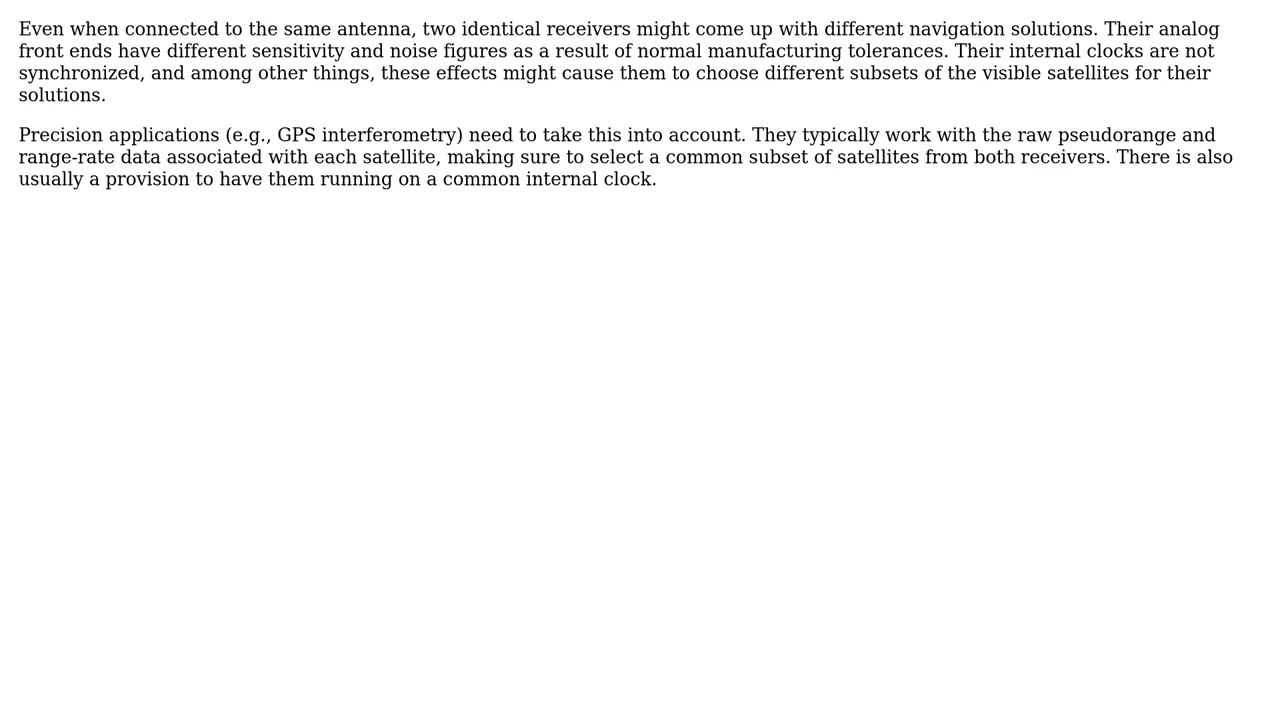 Even when connected to the same antenna, two identical receivers might come up with different navigation solutions. Their analog
front ends have different sensitivity and noise figures as a result of normal manufacturing tolerances. Their internal clocks are not
synchronized, and among other things, these effects might cause them to choose different subsets of the visible satellites for their
solutions.
Precision applications (e.g., GPS interferometry) need to take this into account. They typically work with the raw pseudorange and
range-rate data associated with each satellite, making sure to select a common subset of satellites from both receivers. There is also
usually a provision to have them running on a common internal clock.